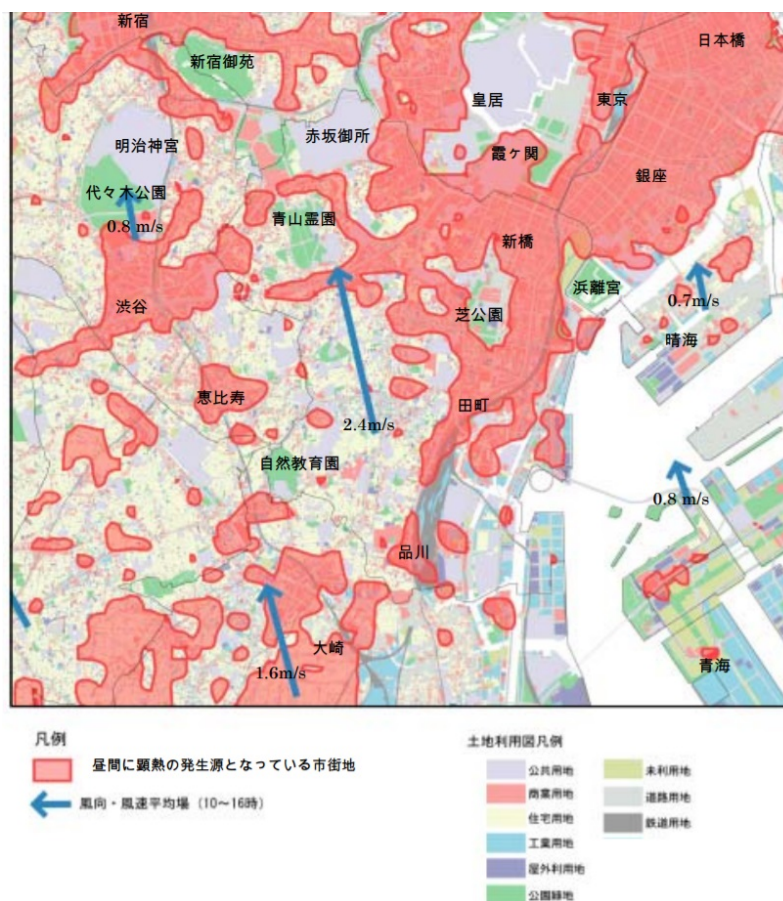 新宿
新宿御苑
日本橋
皇居
東京
明治神宮
赤坂御所
霞ヶ関
銀座
代々木公園
0.8 m/s
青山霊園
新橋
浜離宮
0.7m/s
渋谷
芝公園
晴海
恵比寿
田町
2.4m/s
自然教育園
0.8 m/s
品川
大崎
青海
1.6m/s
凡例
昼間に顕熱の発生源となっている市街地
風向・風速平均場（10～16時）
土地利用図凡例
公共用地
商業用地
住宅用地
工業用地
屋外利用地
公園緑地
未利用地
道路用地
鉄道用地